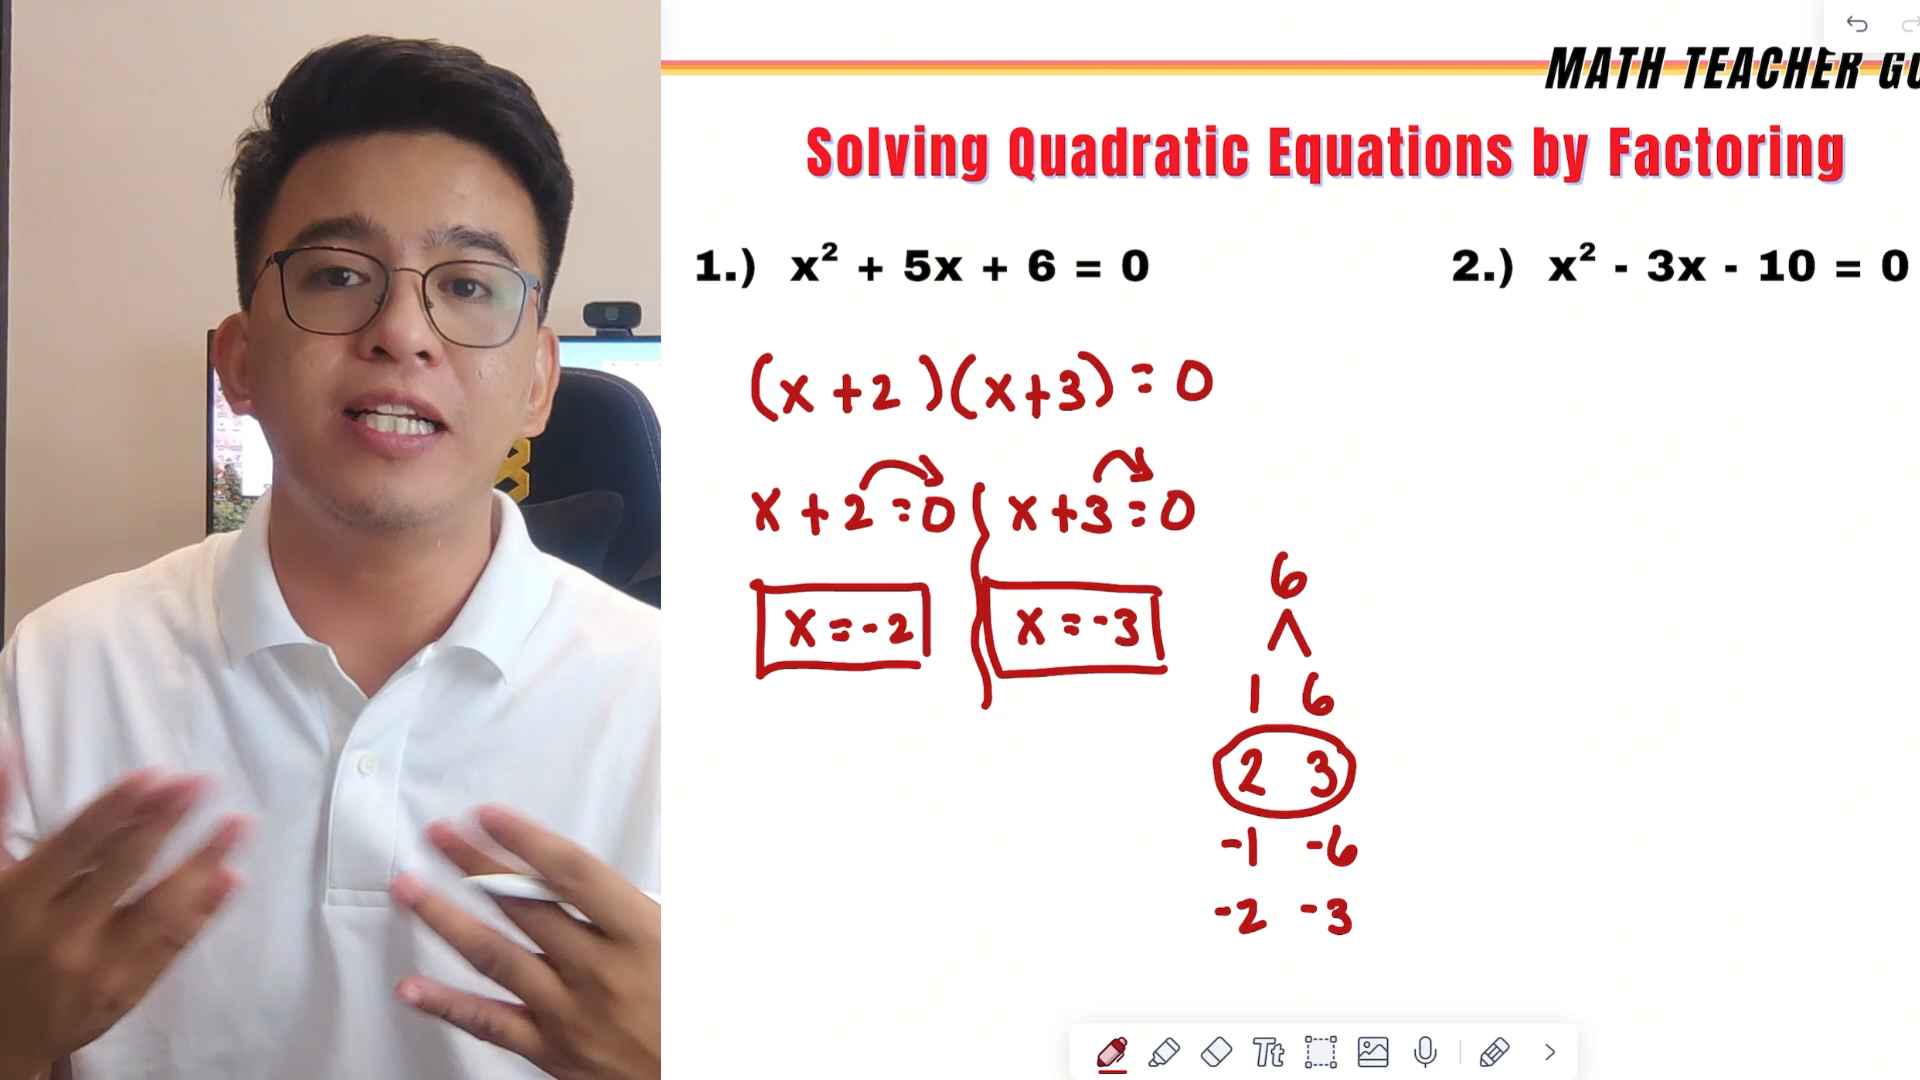 MATH TEACHER
Solving Quadratic Equations by Factoring
1.) x² + 5x + 6 = 0
(x + 2)(x + 3) = 0
x + 2 = 0
x + 3 = 0
x = -2
x = -3
6
1 6
2 3
-1 -6
-2 -3
2.) x² - 3x - 10 = 0
Tt